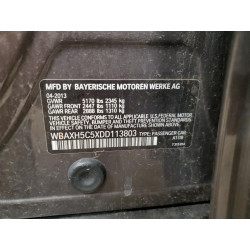 MFD BY BAYERISCHE MOTOREN WERKE AG
04-2013
GVWR 5170 lb 2345 kg
GAWR FRONT 2447 lb 1110 kg
GAWR REAR 2888 lb 1310 kg
THIS VEHICLE CONFORMS TO ALL APPLICABLE U.S. FEDERAL MOTOR
VEHICLE SAFETY, BUMPER, AND THEFT PREVENTION STANDARDS IN
EFFECT ON THE DATE OF MANUFACTURE SHOWN ABOVE.
WBAXH5C5XDD113803 TYPE: PASSENGER CAR